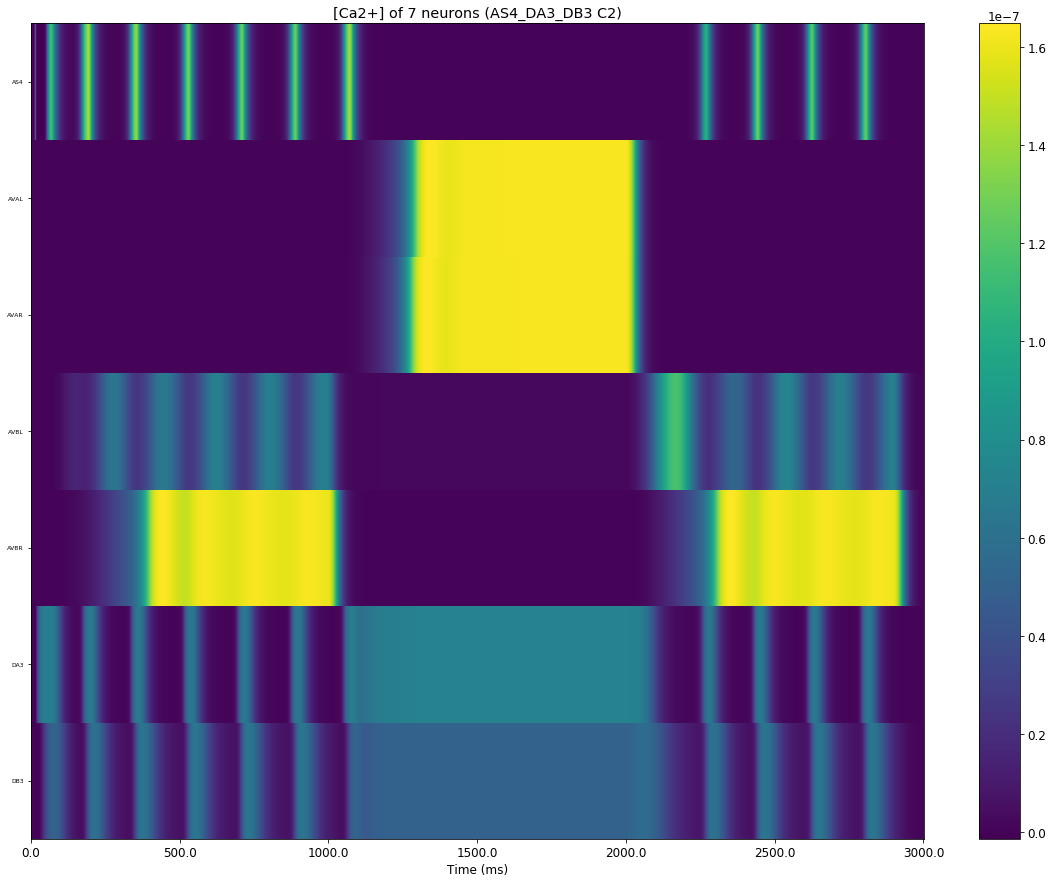 [Ca2+] of 7 neurons (AS4_DA3_DB3 C2)
1e−7
AS4
AVAL
AVAR
AVBL
AVBR
DA3
DB3
1.6
1.4
1.2
1.0
0.8
0.6
0.4
0.2
0.0
0.0 500.0 1000.0 1500.0 2000.0 2500.0 3000.0
Time (ms)